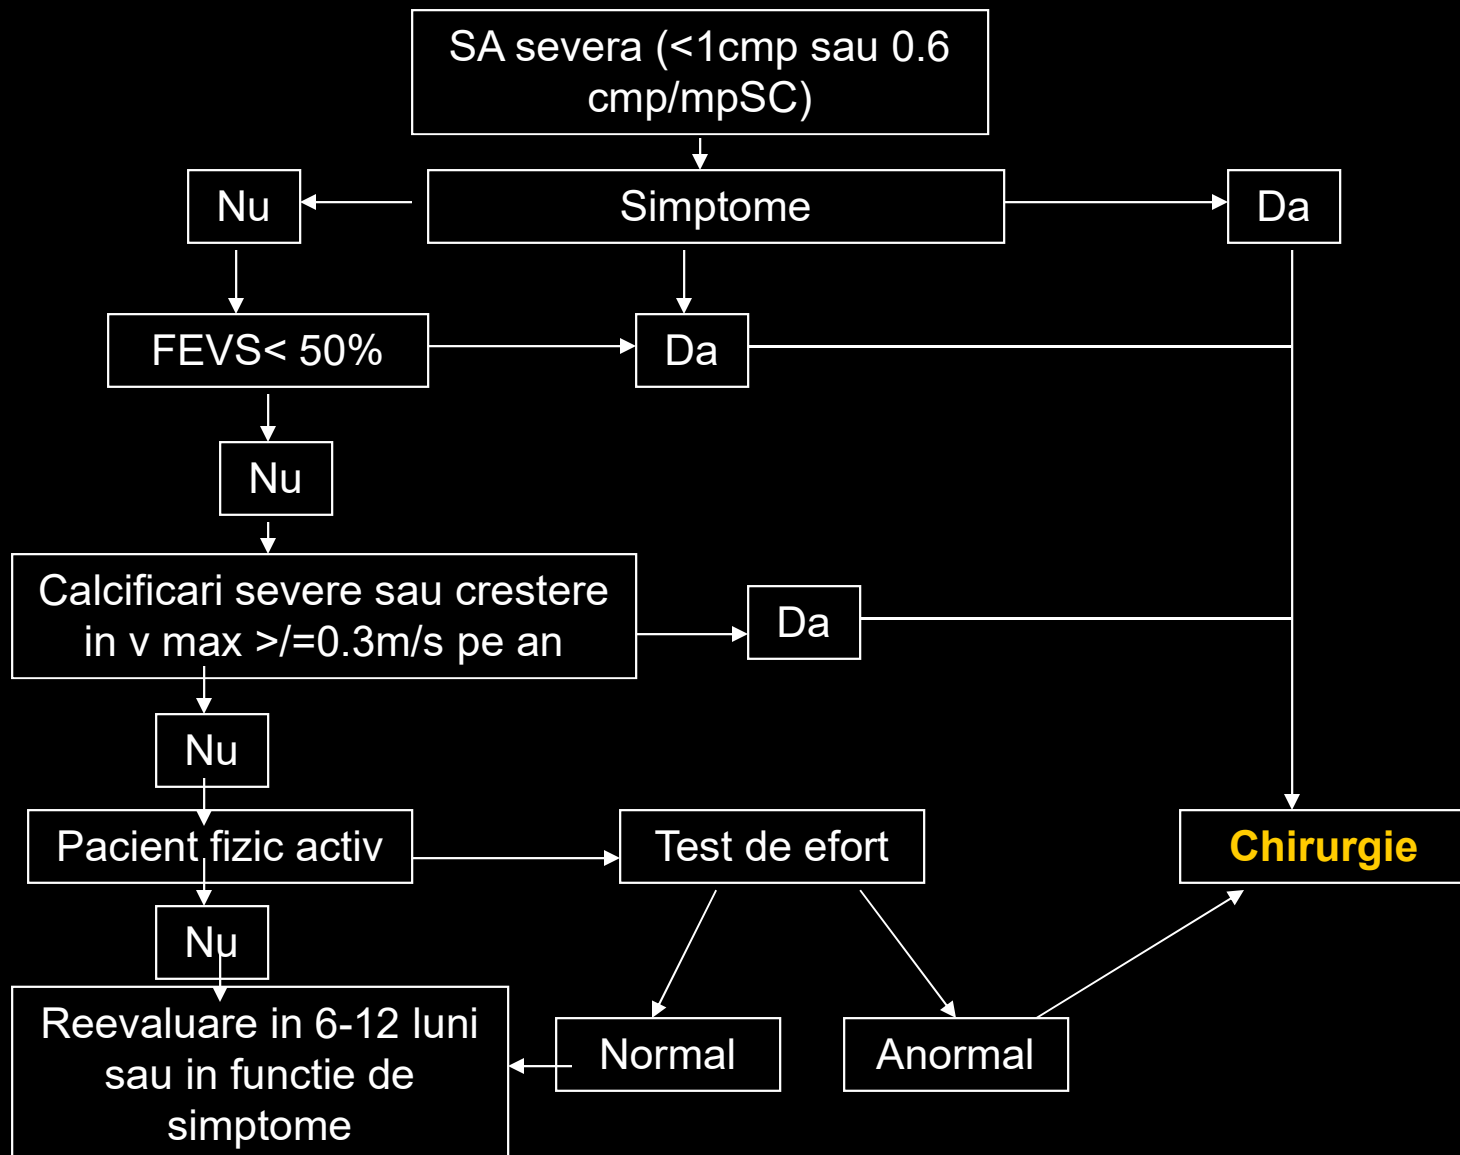 SA severa (<1cmp sau 0.6
cmp/mpSC)
Nu
Simptome
Da
FEVS< 50%
Da
Nu
Calcificari severe sau crestere
in v max >/=0.3m/s pe an
Da
Nu
Pacient fizic activ
Test de efort
Chirurgie
Nu
Reevaluare in 6-12 luni
sau in functie de
simptome
Normal
Anormal